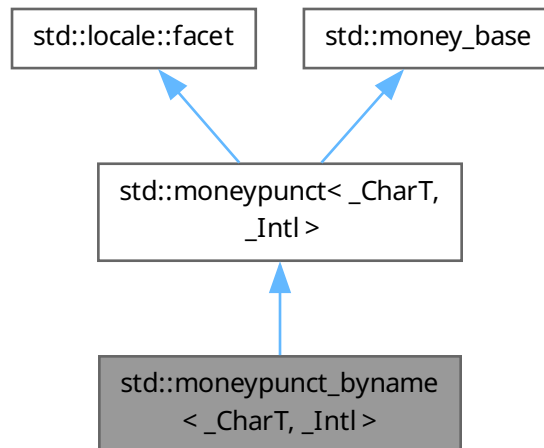 std::locale::facet
std::money_base
std::moneypunct< _CharT,
_Intl >
std::moneypunct_byname
< _CharT, _Intl >